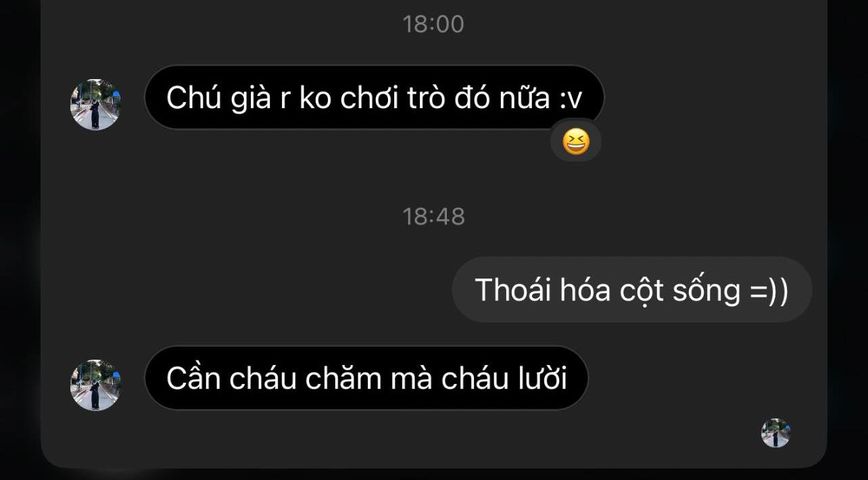 18:00
Chú già r ko chơi trò đó nữa :v
18:48
Thoái hóa cột sống =))
Cần cháu chăm mà cháu lười